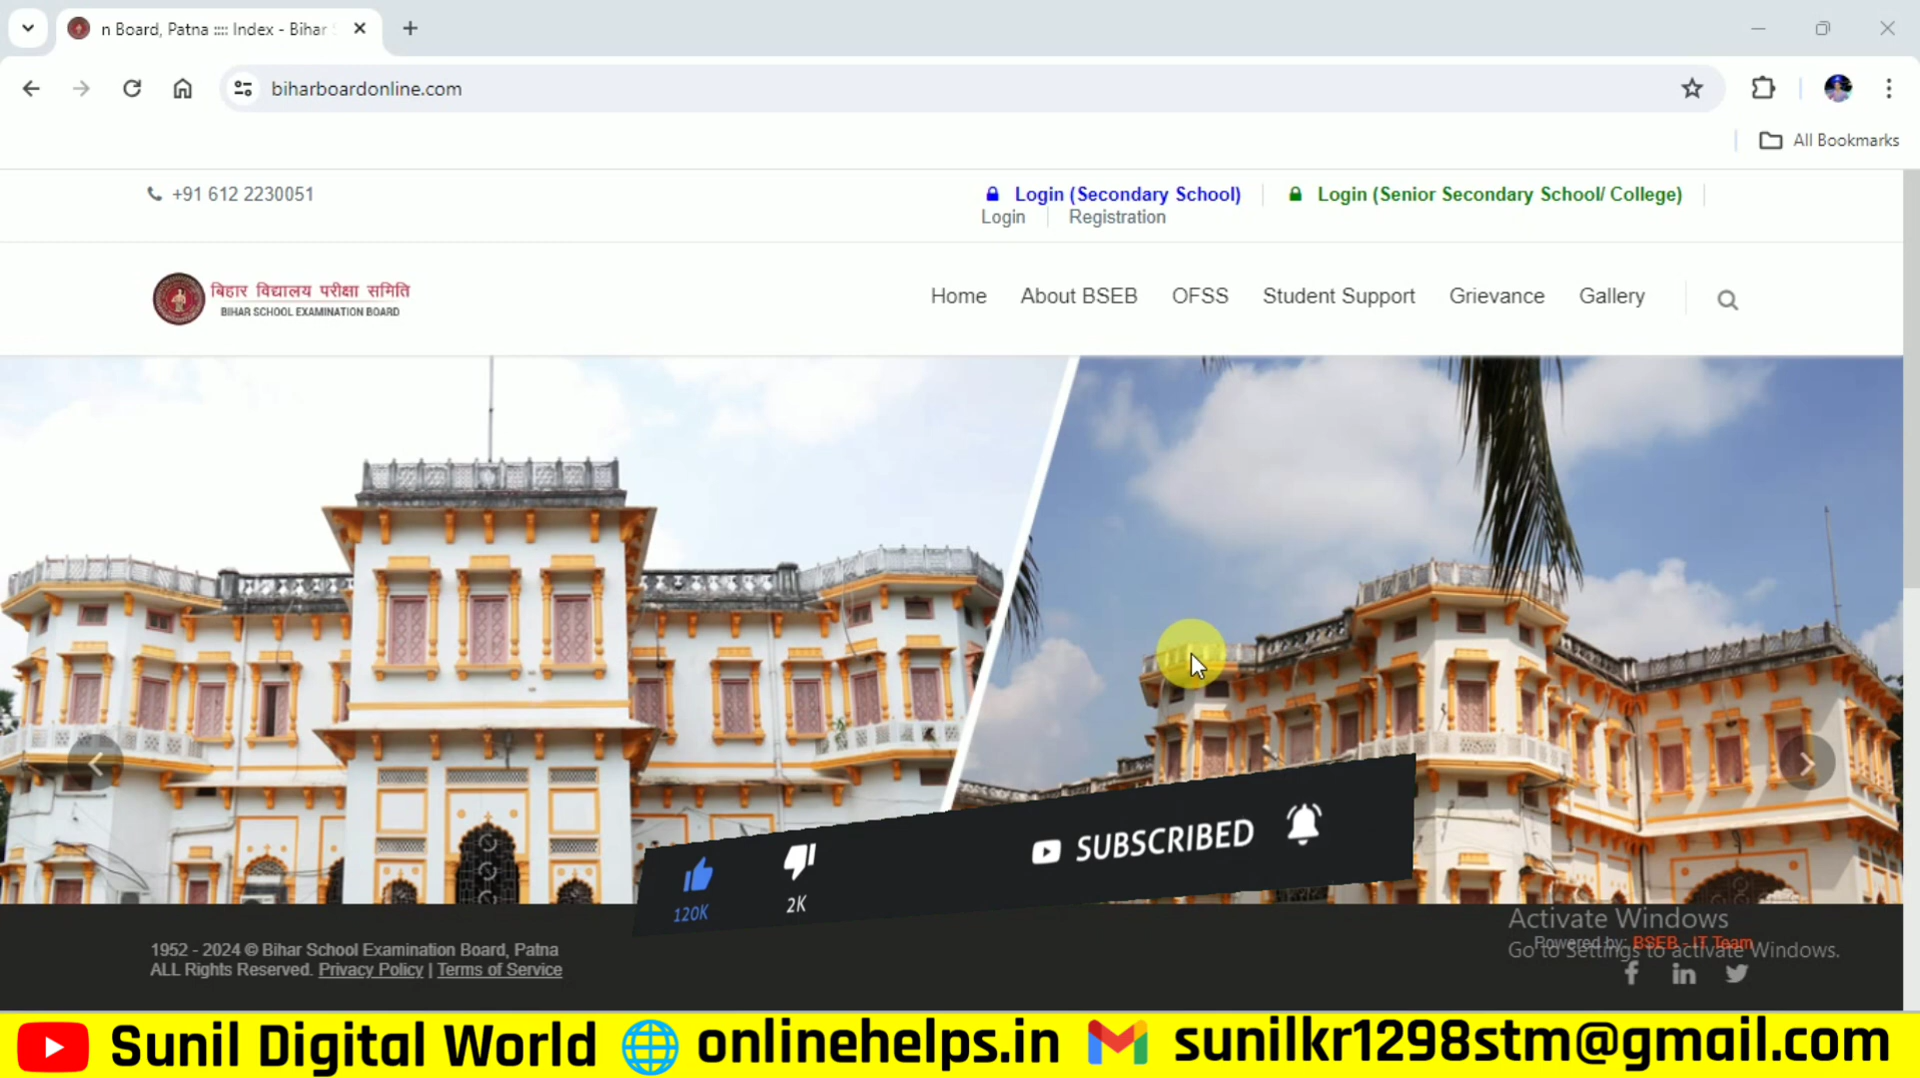 n Board, Patna :::: Index - Bihar
biharboardonline.com
All Bookmarks
+91 612 2230051
Login (Secondary School)
Login (Senior Secondary School/ College)
Login
Registration
बिहार विद्यालय परीक्षा समिति
BIHAR SCHOOL EXAMINATION BOARD
Home
About BSEB
OFSS
Student Support
Grievance
Gallery
SUBSCRIBED
120K
2K
1952 - 2024 © Bihar School Examination Board, Patna
ALL Rights Reserved. Privacy Policy | Terms of Service
Activate Windows
Powered by: BSEB - IT Team
Go to Settings to activate Windows.
Sunil Digital World
onlinehelps.in
sunilkr1298stm@gmail.com